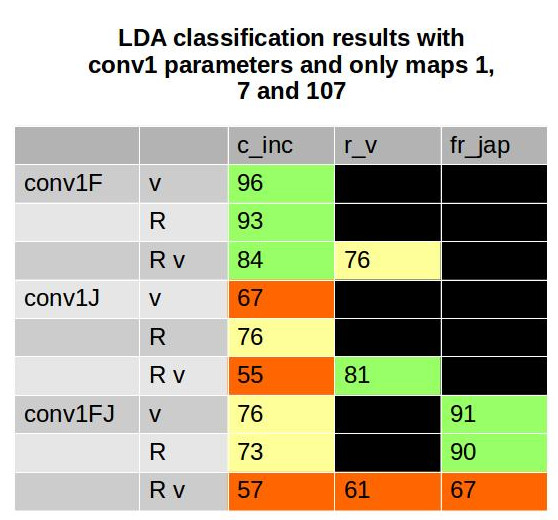 LDA classification results with
conv1 parameters and only maps 1,
7 and 107
c_inc r_v fr_jap
conv1F v 96
R 93
R v 84 76
conv1J v 67
R 76
R v 55 81
conv1FJ v 76 91
R 73 90
R v 57 61 67